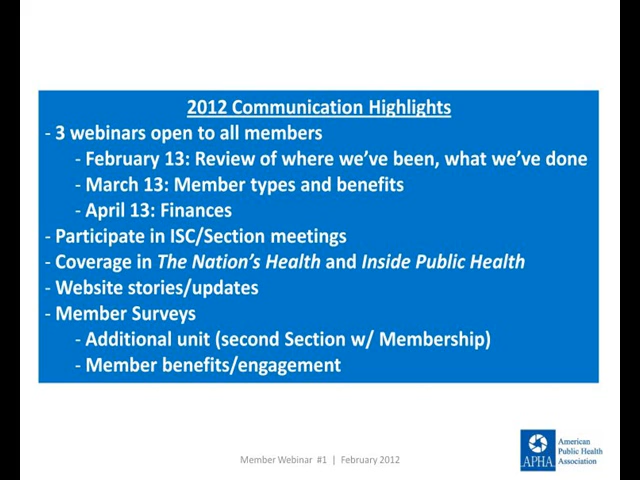 2012 Communication Highlights
- 3 webinars open to all members
- February 13: Review of where we've been, what we've done
- March 13: Member types and benefits
- April 13: Finances
- Participate in ISC/Section meetings
- Coverage in The Nation's Health and Inside Public Health
- Website stories/updates
- Member Surveys
- Additional unit (second Section w/ Membership)
- Member benefits/engagement
Member Webinar #1 | February 2012
APHA
American
Public Health
Association